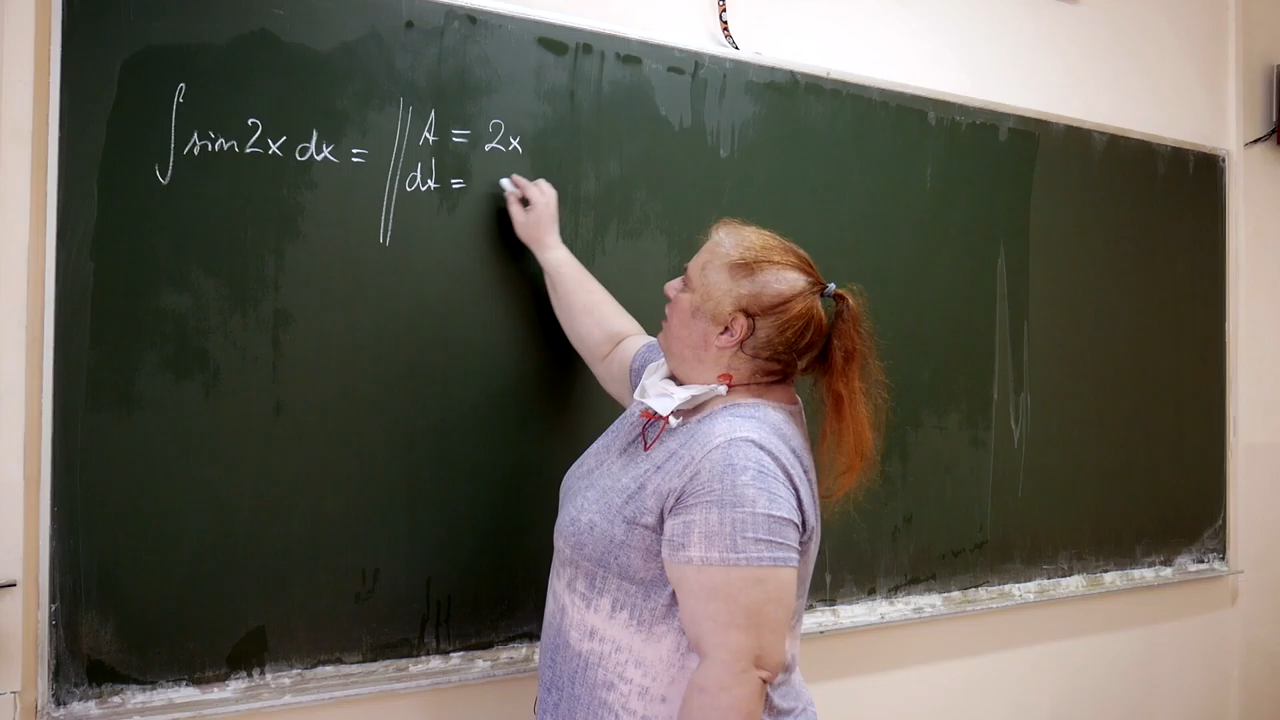 ∫ sin 2x dx = || t = 2x
dt =